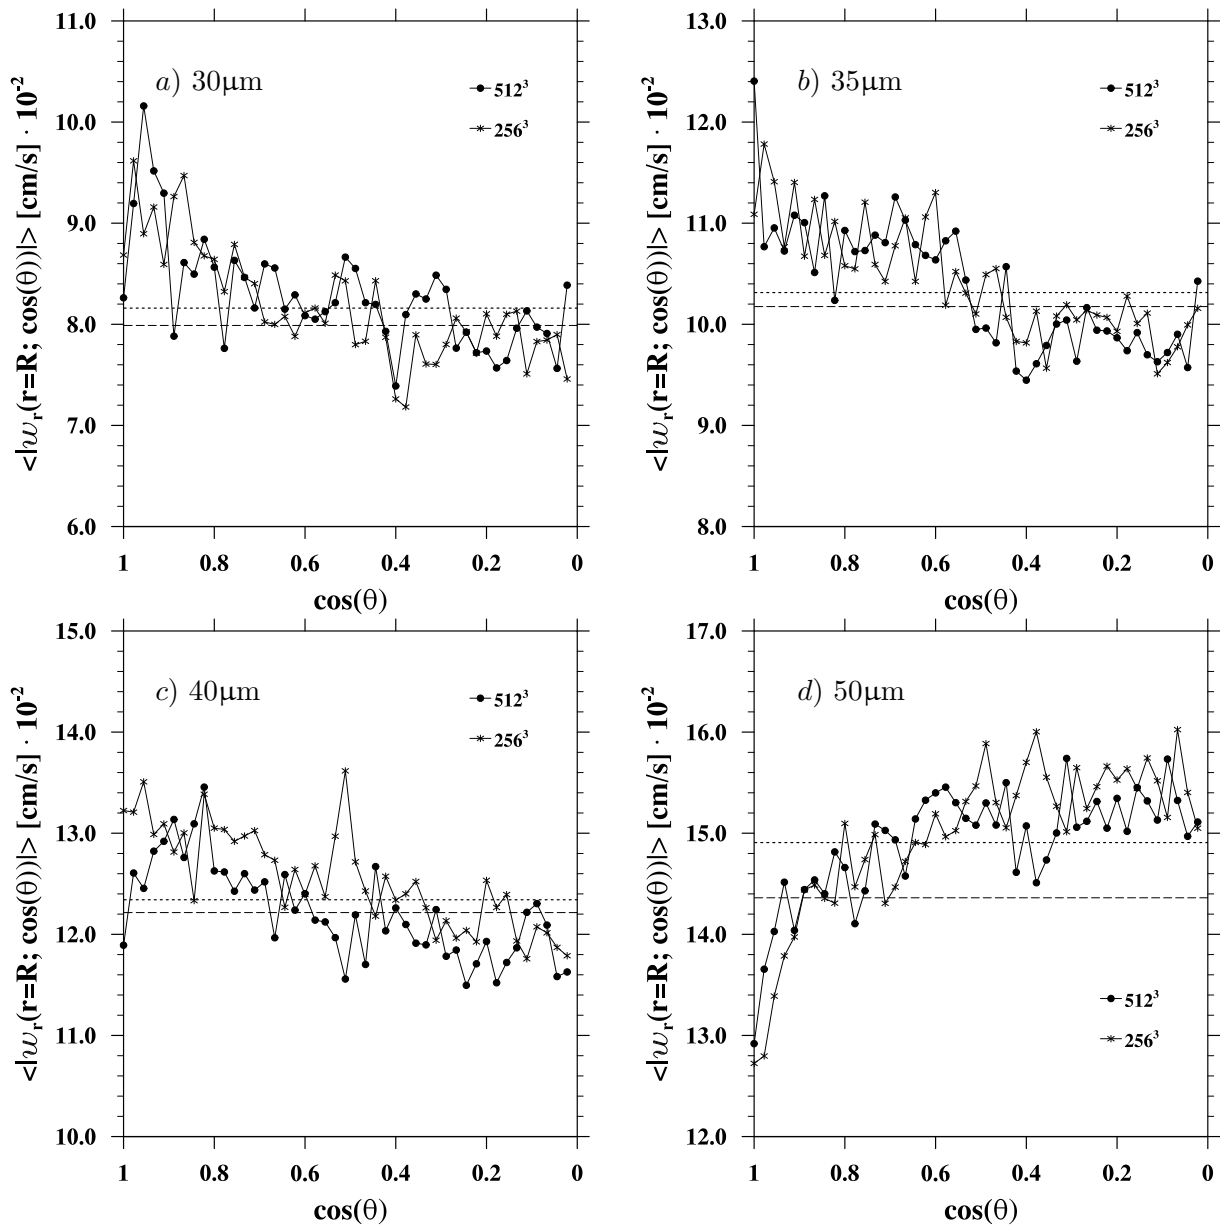 a) 30μm
512³
256³
<|w_r(r=R; cos(θ))|> [cm/s] · 10⁻²
11.0
10.0
9.0
8.0
7.0
6.0
1 0.8 0.6 0.4 0.2 0
cos(θ)
b) 35μm
512³
256³
<|w_r(r=R; cos(θ))|> [cm/s] · 10⁻²
13.0
12.0
11.0
10.0
9.0
8.0
1 0.8 0.6 0.4 0.2 0
cos(θ)
c) 40μm
512³
256³
<|w_r(r=R; cos(θ))|> [cm/s] · 10⁻²
15.0
14.0
13.0
12.0
11.0
10.0
1 0.8 0.6 0.4 0.2 0
cos(θ)
d) 50μm
512³
256³
<|w_r(r=R; cos(θ))|> [cm/s] · 10⁻²
17.0
16.0
15.0
14.0
13.0
12.0
1 0.8 0.6 0.4 0.2 0
cos(θ)